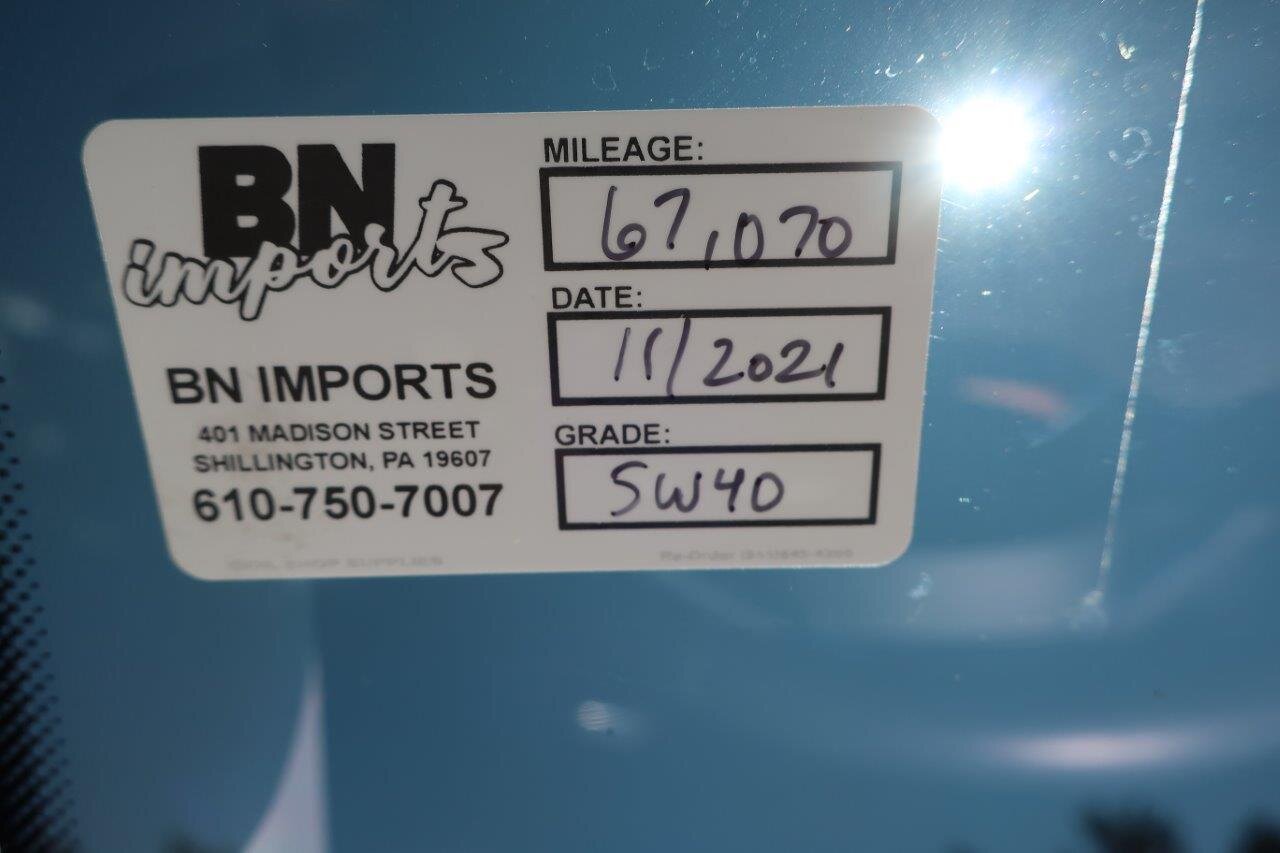 BN
imports
BN IMPORTS
401 MADISON STREET
SHILLINGTON, PA 19607
610-750-7007
MILEAGE:
67,070
DATE:
11/2021
GRADE:
5W40